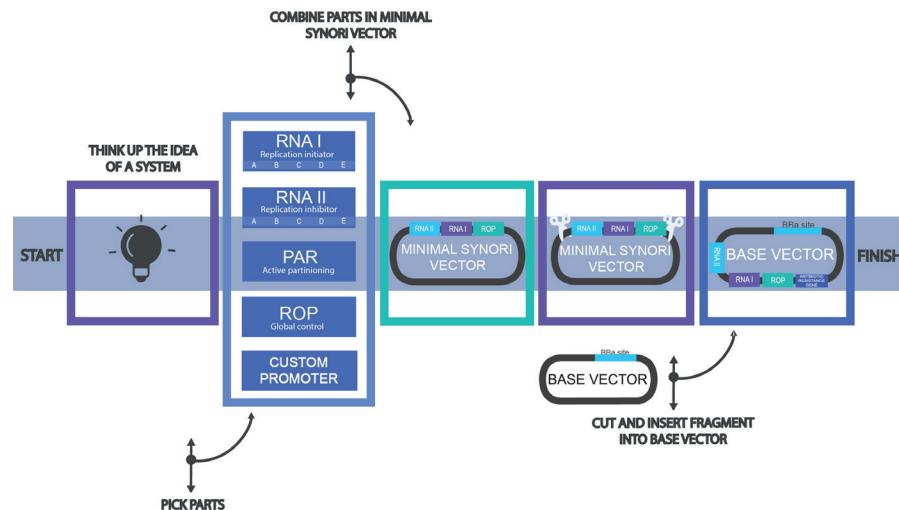 COMBINE PARTS IN MINIMAL
SYNORI VECTOR
THINK UP THE IDEA
OF A SYSTEM
START
RNA I
Replication initiator
A B C D E
RNA II
Replication inhibitor
A B C D E
PAR
Active partinioning
ROP
Global control
CUSTOM
PROMOTER
PICK PARTS
RNA II RNA I ROP
MINIMAL SYNORI
VECTOR
RNA II RNA I ROP
MINIMAL SYNORI
VECTOR
BBa site
BASE VECTOR
RNA II
RNA I ROP ANTIBIOTIC
RESISTANCE
GENE
FINISH
BBa site
BASE VECTOR
CUT AND INSERT FRAGMENT
INTO BASE VECTOR